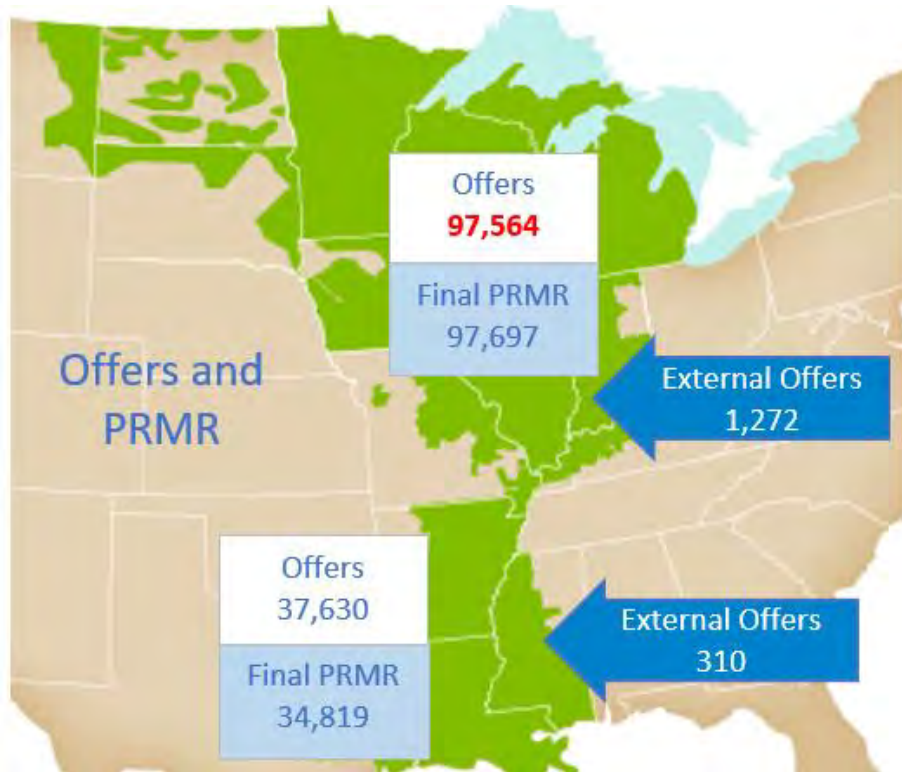 Offers
97,564
Final PRMR
97,697
Offers and
PRMR
External Offers
1,272
Offers
37,630
Final PRMR
34,819
External Offers
310